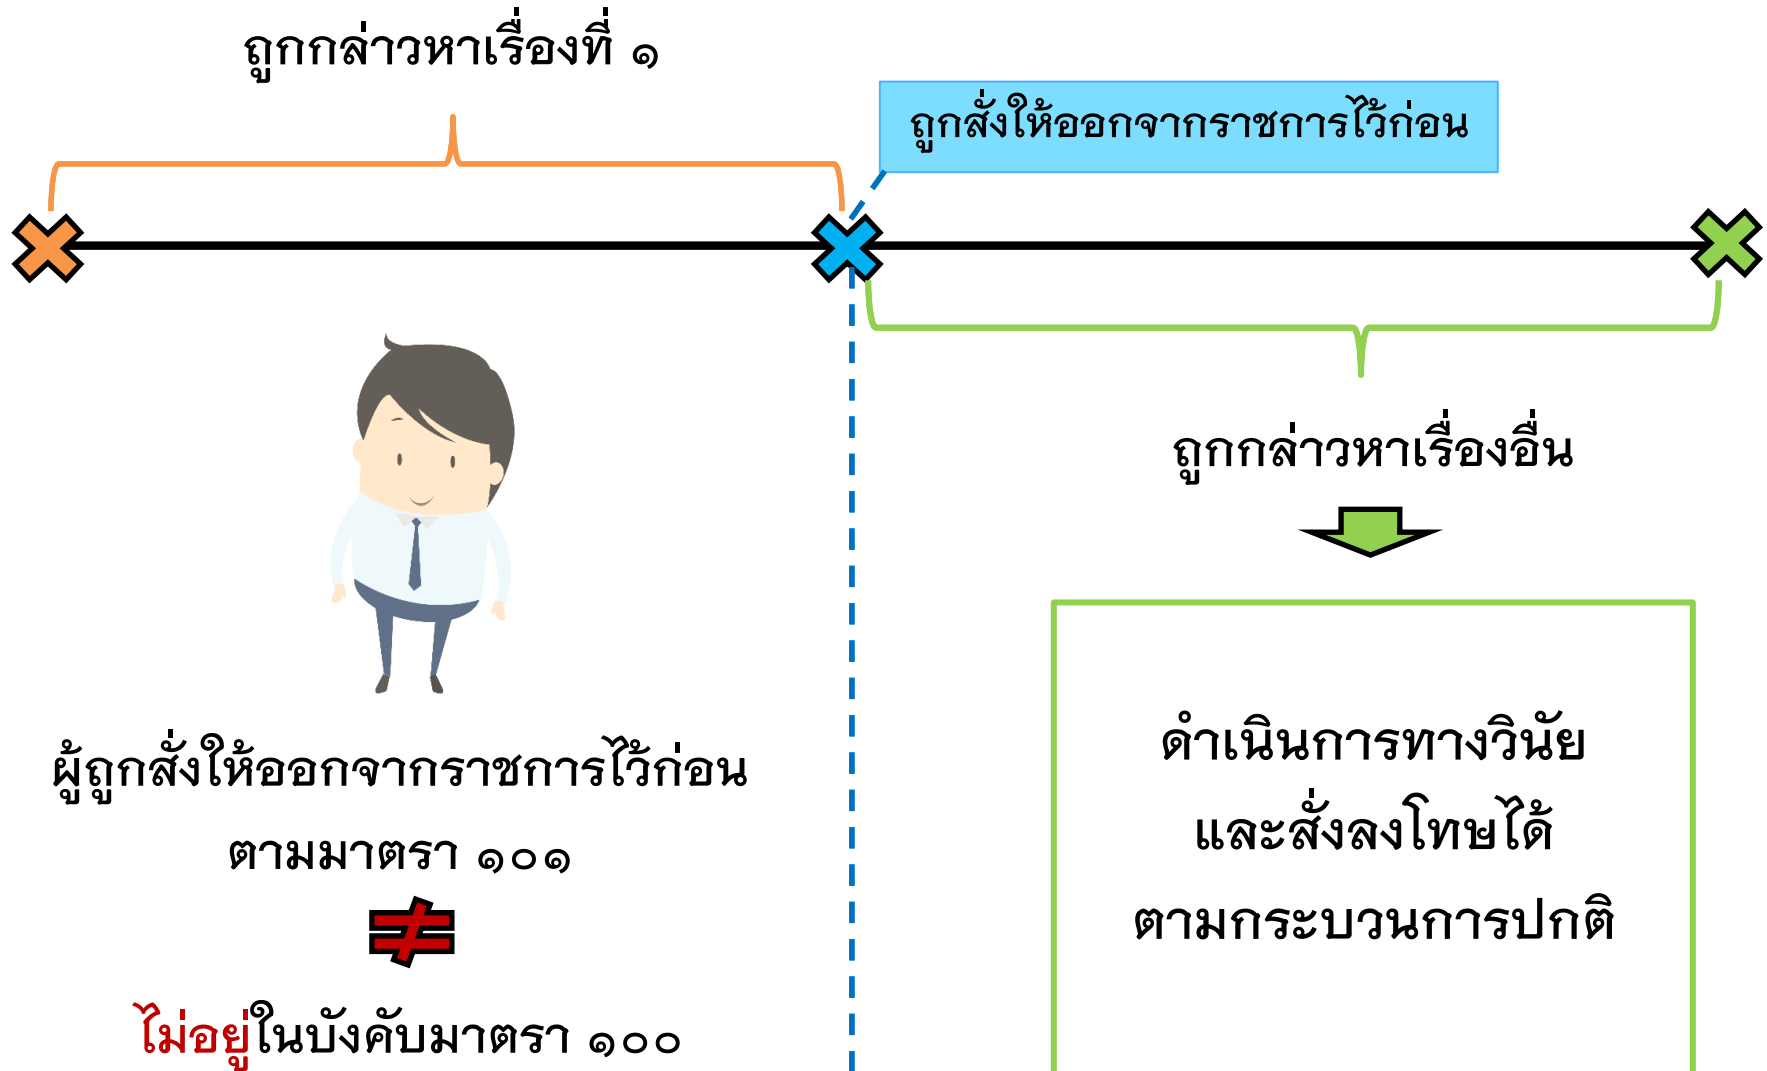 ถูกกล่าวหาเรื่องที่ ๑
ถูกสั่งให้ออกจากราชการไว้ก่อน
ถูกกล่าวหาเรื่องอื่น
ผู้ถูกสั่งให้ออกจากราชการไว้ก่อน
ตามมาตรา ๑๐๑
≠
ไม่อยู่ในบังคับมาตรา ๑๐๐
ดำเนินการทางวินัย
และสั่งลงโทษได้
ตามกระบวนการปกติ